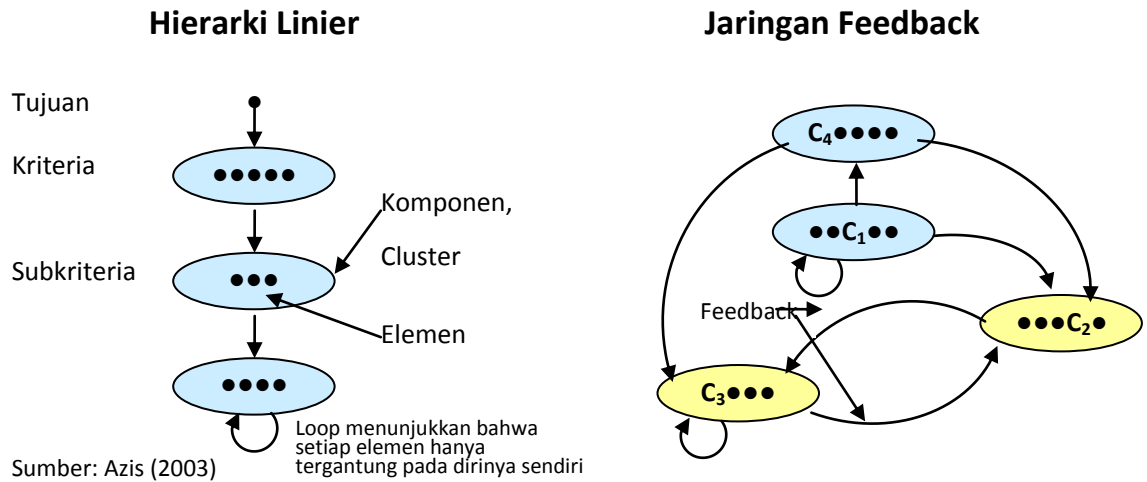 Hierarki Linier
Tujuan
Kriteria
Komponen,
Cluster
Subkriteria
Elemen
Loop menunjukkan bahwa
setiap elemen hanya
tergantung pada dirinya sendiri
Sumber: Azis (2003)
Jaringan Feedback
C₄●●●●
●●C₁●●
Feedback
●●●C₂●
C₃●●●